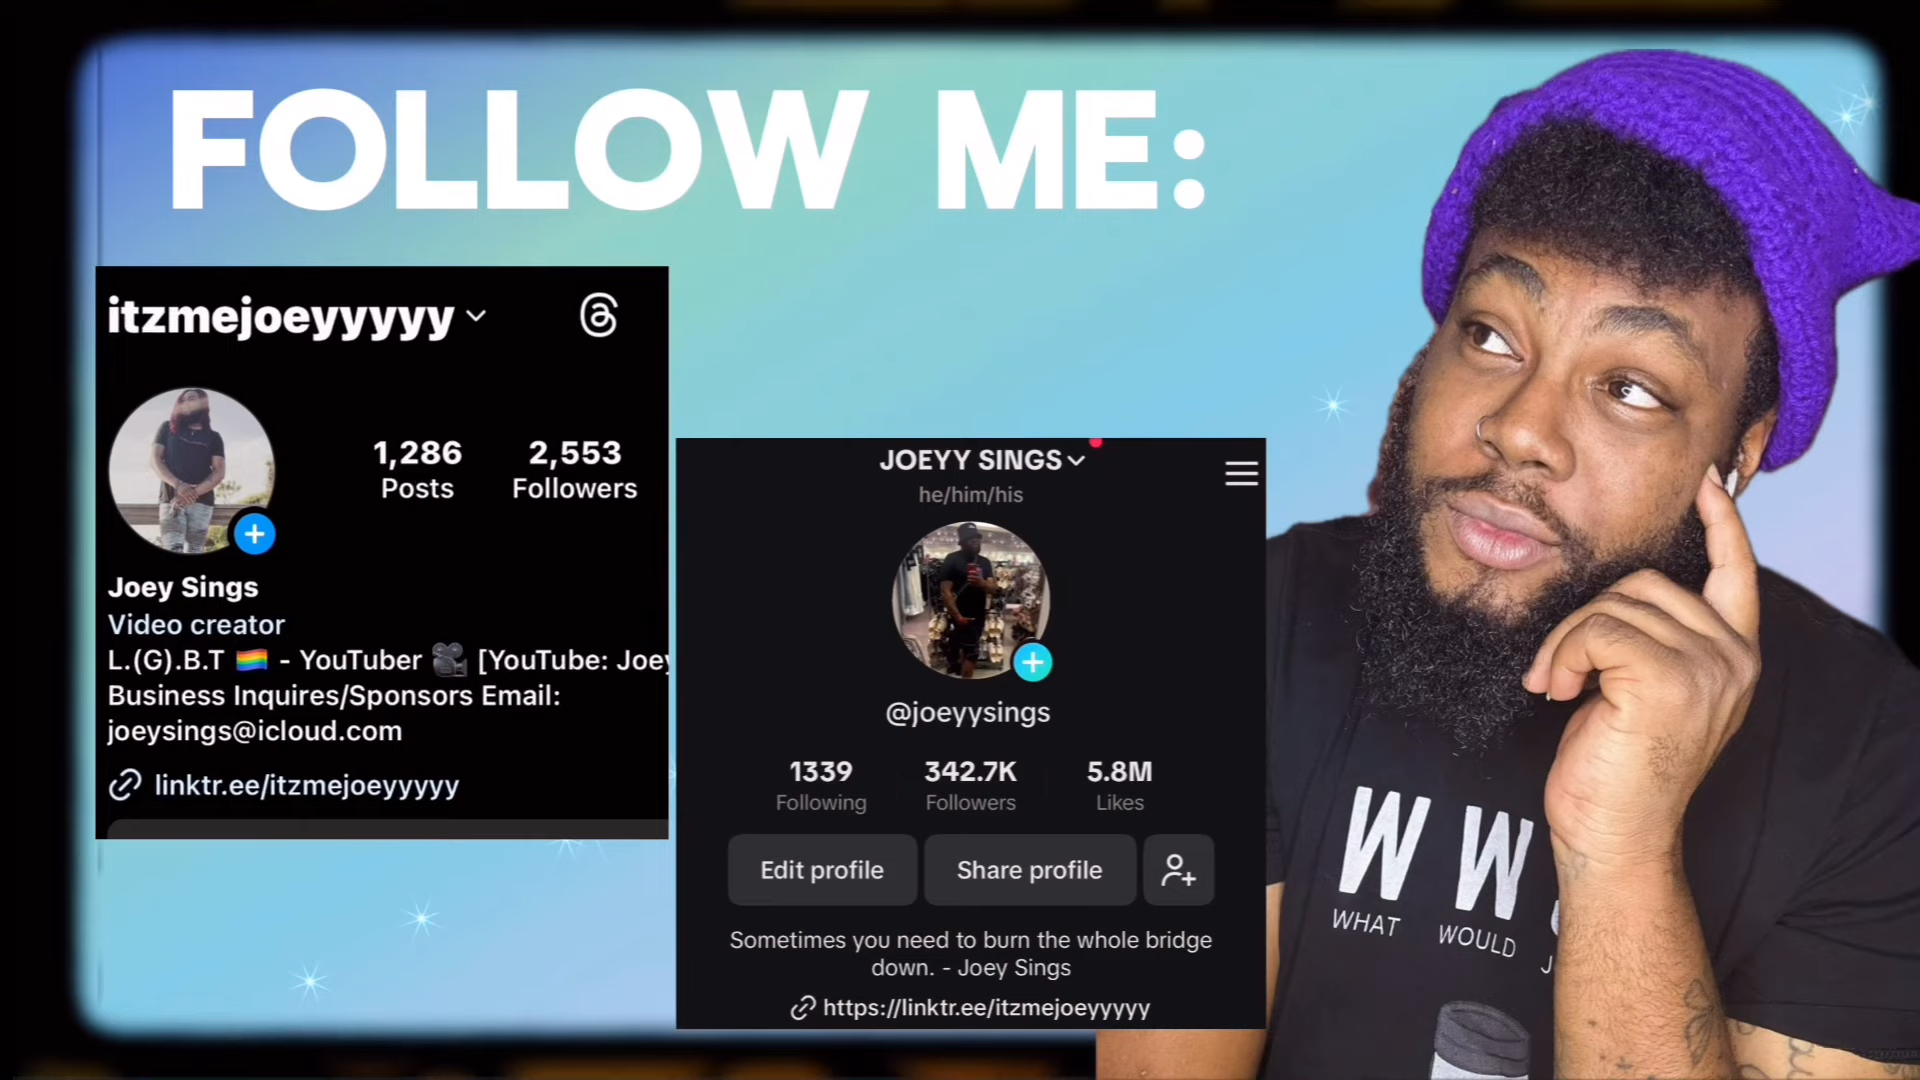 FOLLOW ME:
itzmejoeyyyyy
1,286 Posts
2,553 Followers
Joey Sings
Video creator
L.(G).B.T 🏳️‍🌈 - YouTuber 🎥 [YouTube: Joey
Business Inquires/Sponsors Email:
joeysings@icloud.com
linktr.ee/itzmejoeyyyyy
JOEYY SINGS
he/him/his
@joeyysings
1339 Following
342.7K Followers
5.8M Likes
Edit profile
Share profile
Sometimes you need to burn the whole bridge
down. - Joey Sings
https://linktr.ee/itzmejoeyyyyy
W W
WHAT WOULD J